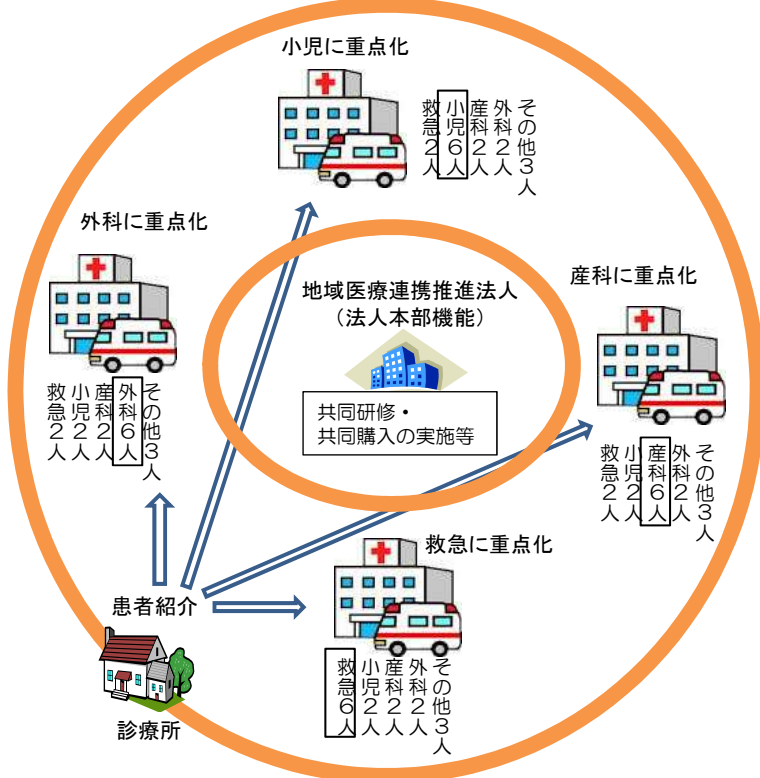 小児に重点化
その他3人
外科2人
産科2人
小児6人
救急2人
外科に重点化
その他3人
外科6人
産科2人
小児2人
救急2人
地域医療連携推進法人
（法人本部機能）
共同研修・
共同購入の実施等
産科に重点化
その他3人
外科2人
産科6人
小児2人
救急2人
救急に重点化
その他3人
外科2人
産科2人
小児2人
救急6人
患者紹介
診療所